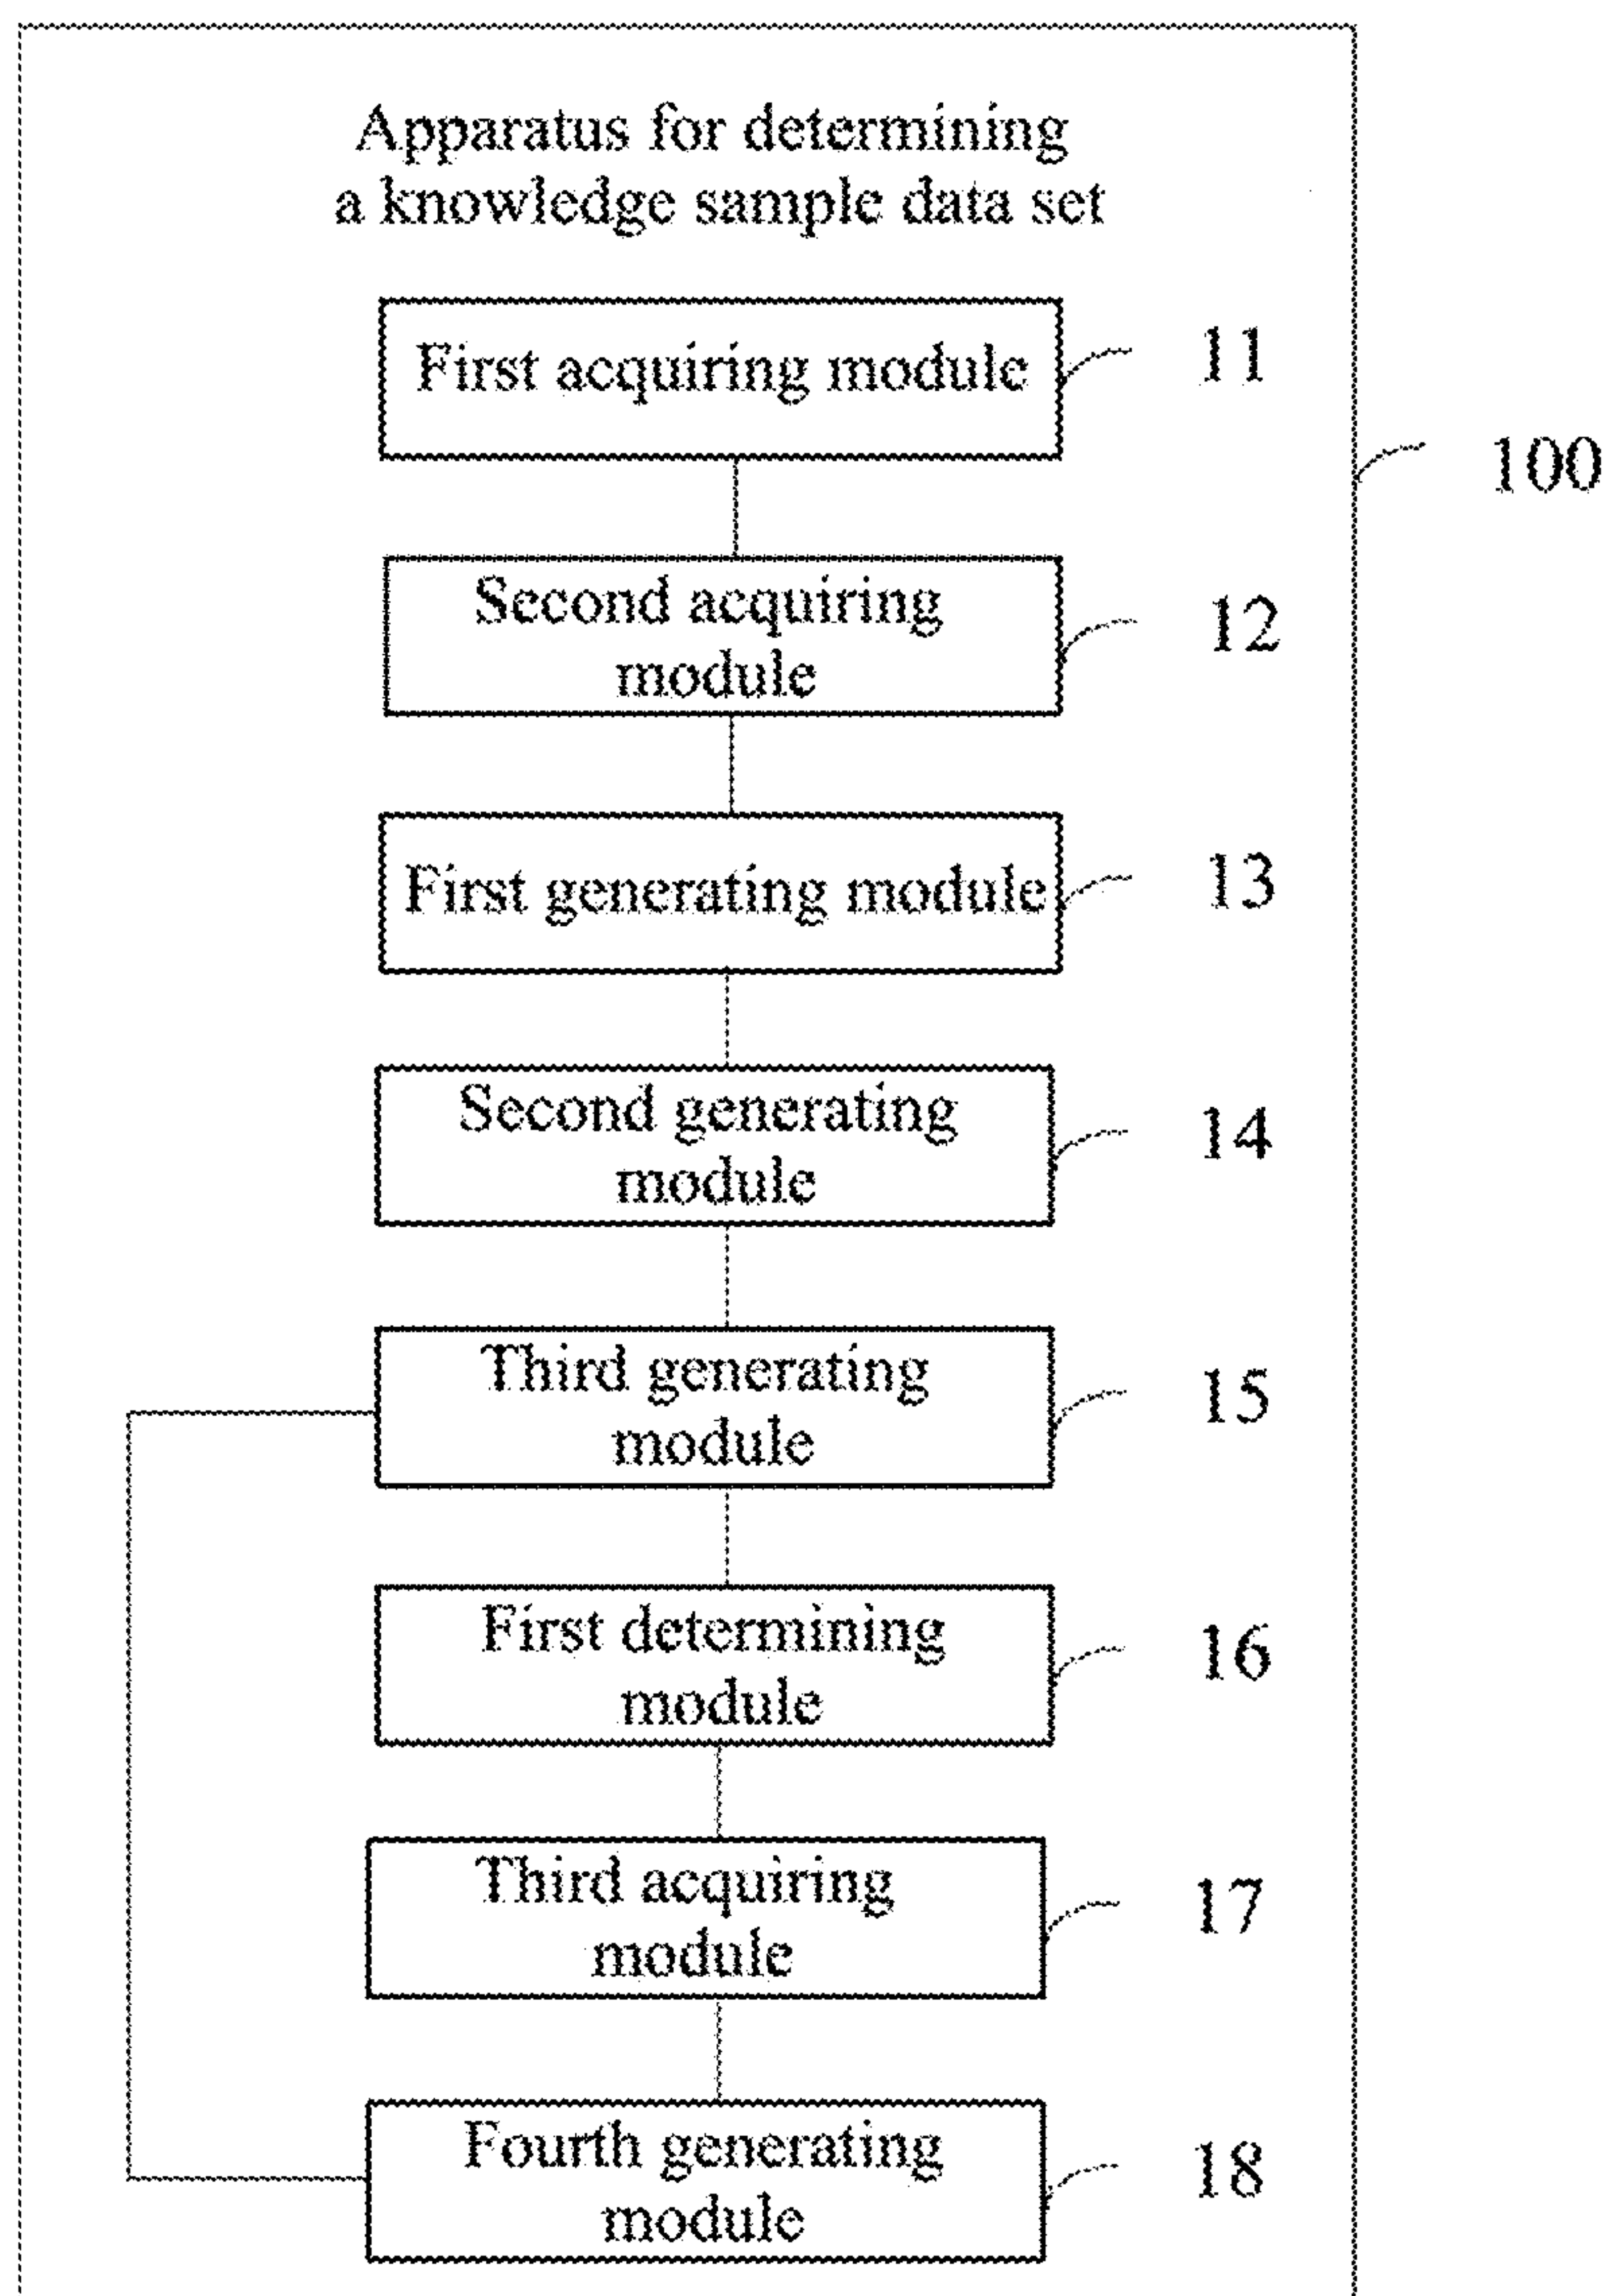 Apparatus for determining
a knowledge sample data set
First acquiring module
11
100
Second acquiring
module
12
First generating module
13
Second generating
module
14
Third generating
module
15
First determining
module
16
Third acquiring
module
17
Fourth generating
module
18